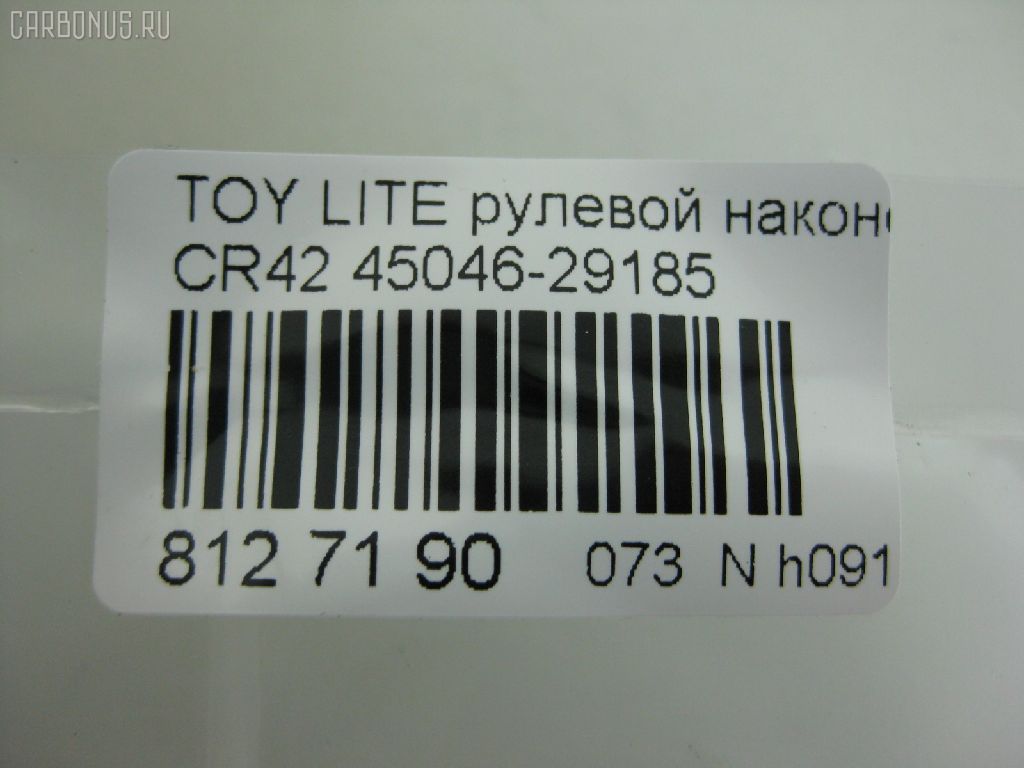 CARBONUS.RU
TOY LITE рулевой наконе
CR42 45046-29185
812 71 90 073 N h091